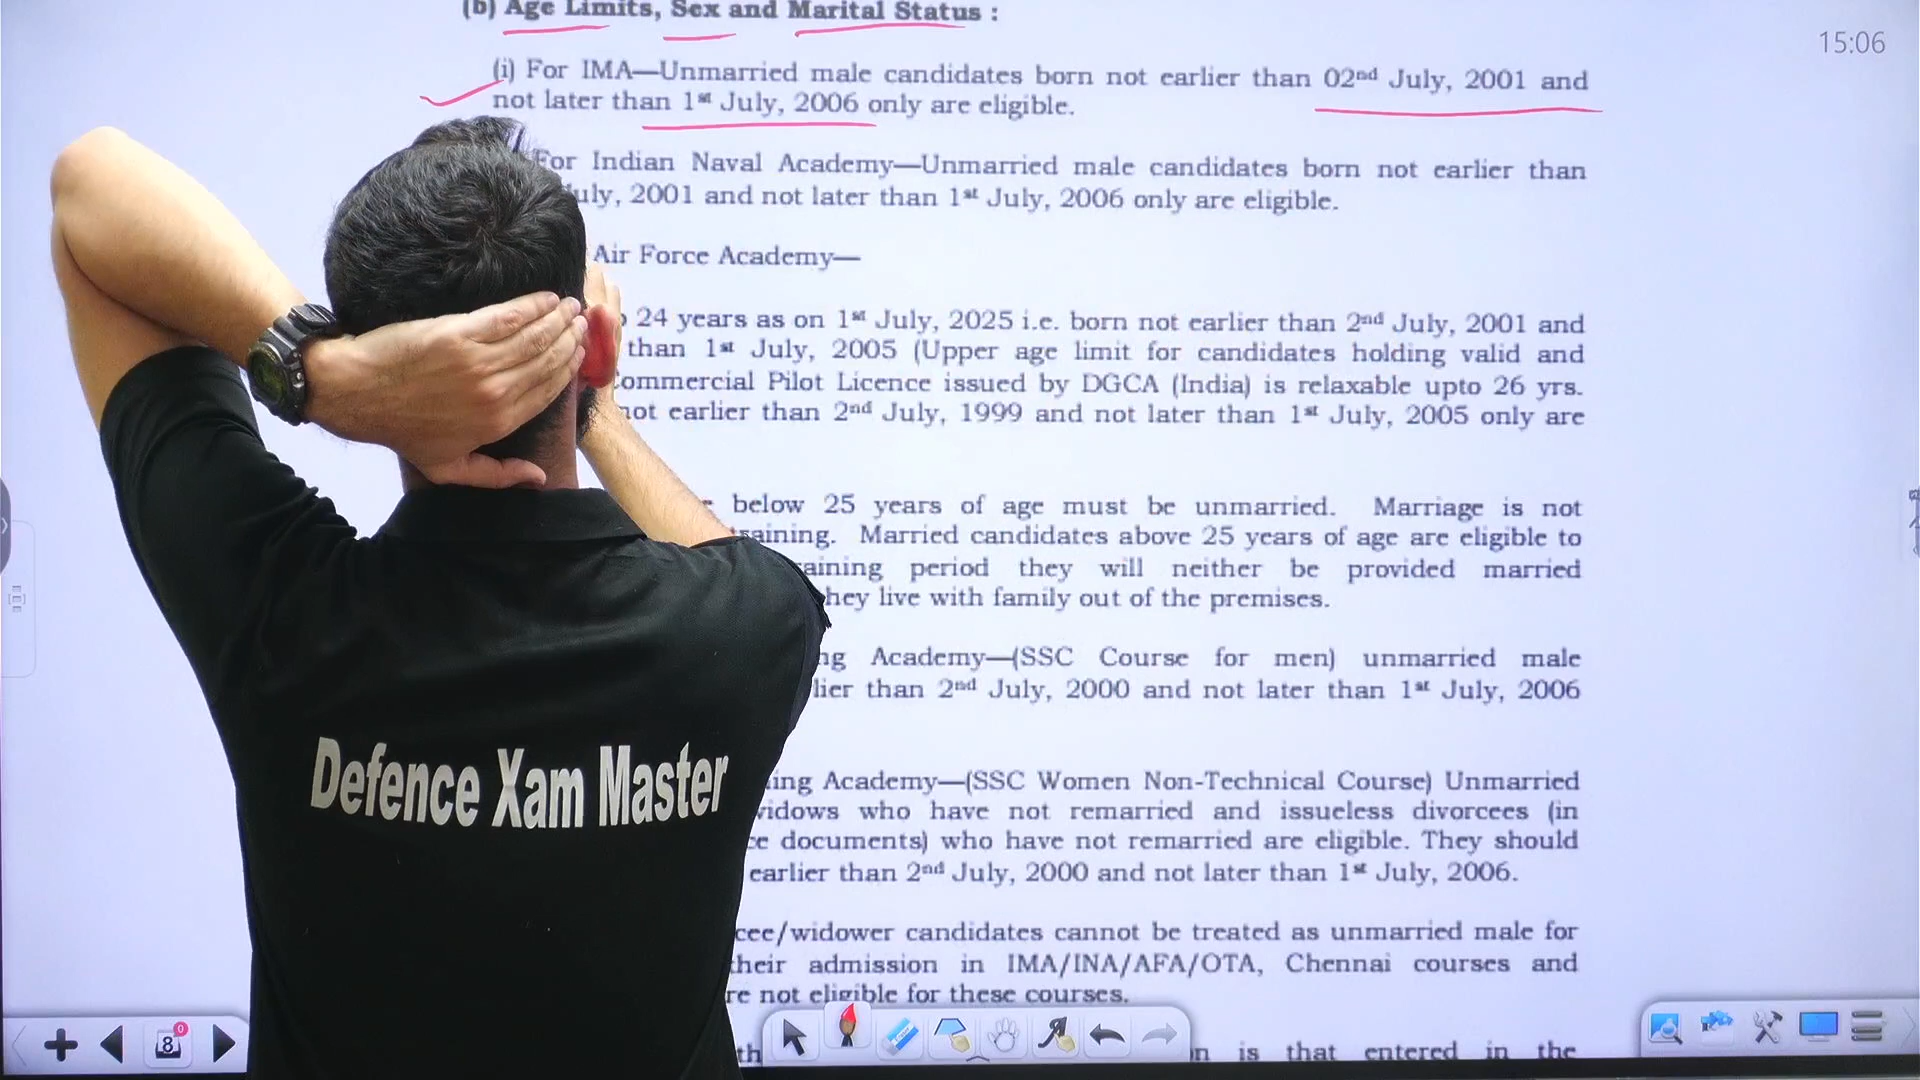 (b) Age Limits, Sex and Marital Status :
15:06
(i) For IMA—Unmarried male candidates born not earlier than 02nd July, 2001 and
not later than 1st July, 2006 only are eligible.
For Indian Naval Academy—Unmarried male candidates born not earlier than
July, 2001 and not later than 1st July, 2006 only are eligible.
Air Force Academy—
24 years as on 1st July, 2025 i.e. born not earlier than 2nd July, 2001 and
than 1st July, 2005 (Upper age limit for candidates holding valid and
Commercial Pilot Licence issued by DGCA (India) is relaxable upto 26 yrs.
not earlier than 2nd July, 1999 and not later than 1st July, 2005 only are
below 25 years of age must be unmarried. Marriage is not
training. Married candidates above 25 years of age are eligible to
training period they will neither be provided married
they live with family out of the premises.
Academy—(SSC Course for men) unmarried male
than 2nd July, 2000 and not later than 1st July, 2006
Academy—(SSC Women Non-Technical Course) Unmarried
widows who have not remarried and issueless divorcees (in
documents) who have not remarried are eligible. They should
earlier than 2nd July, 2000 and not later than 1st July, 2006.
/widower candidates cannot be treated as unmarried male for
their admission in IMA/INA/AFA/OTA, Chennai courses and
not eligible for these courses.
is that entered in the
Defence Xam Master
8
0